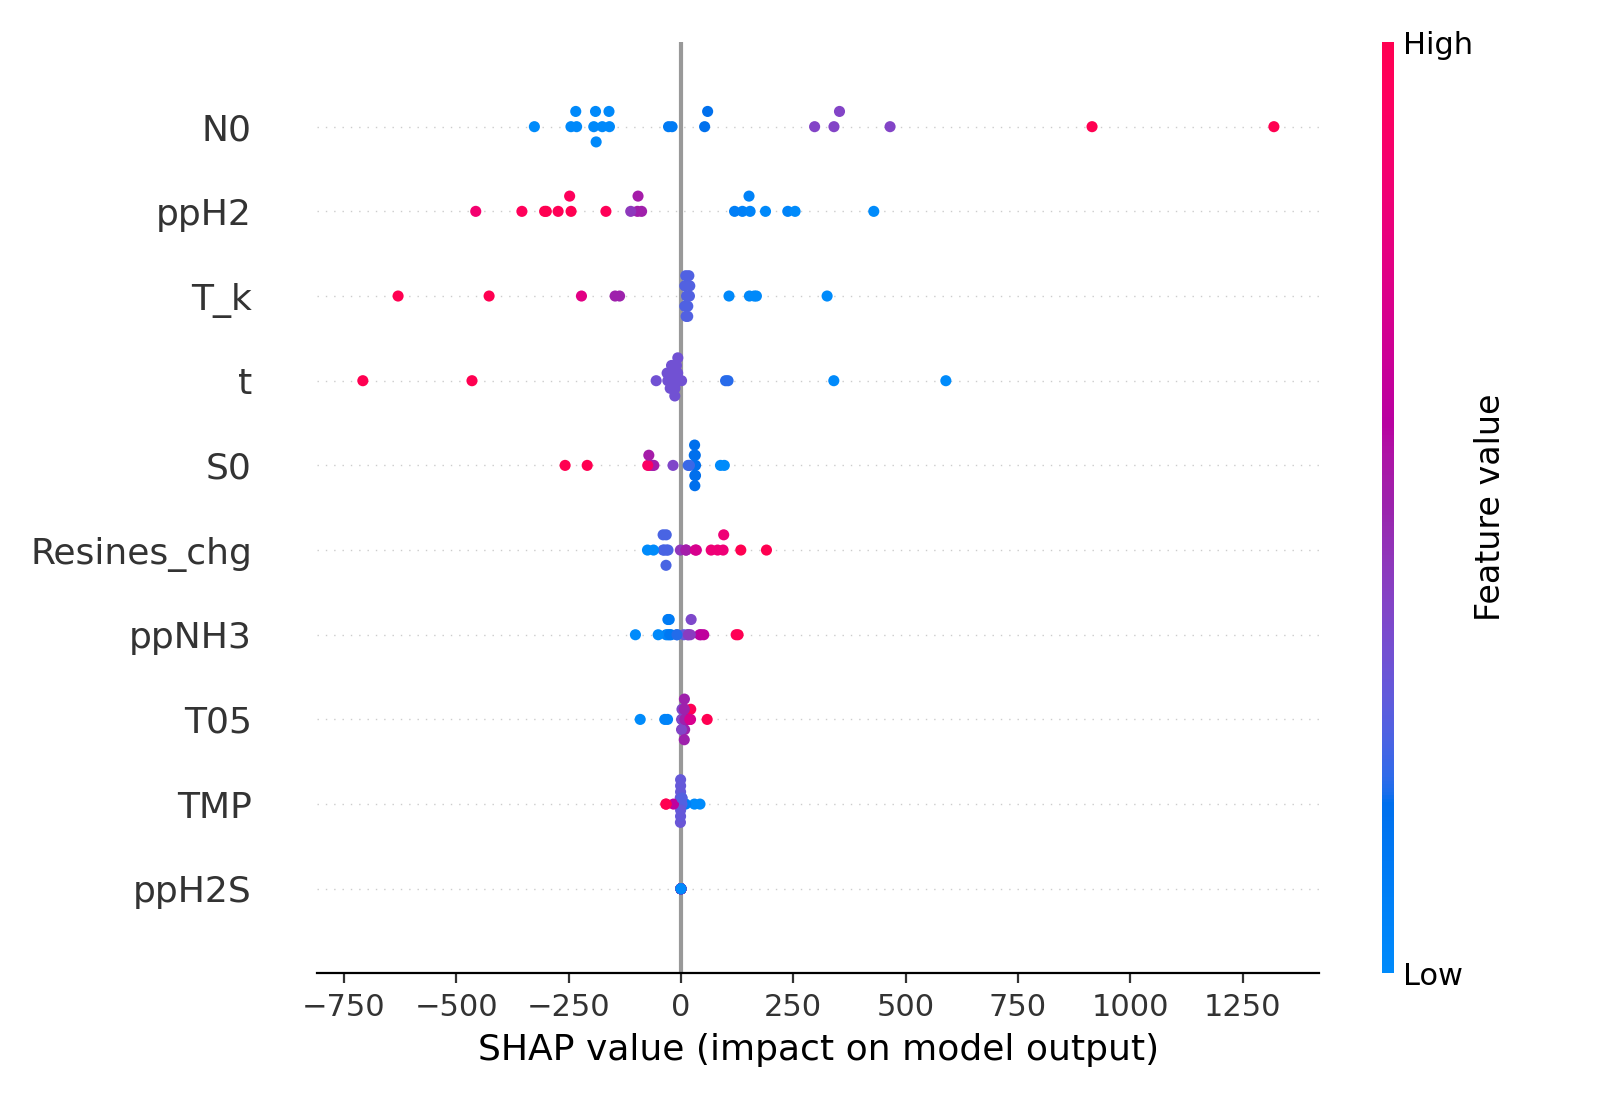 High
N0
ppH2
T_k
t
S0
Resines_chg
ppNH3
T05
TMP
ppH2S
Feature value
Low
−750 −500 −250 0 250 500 750 1000 1250
SHAP value (impact on model output)